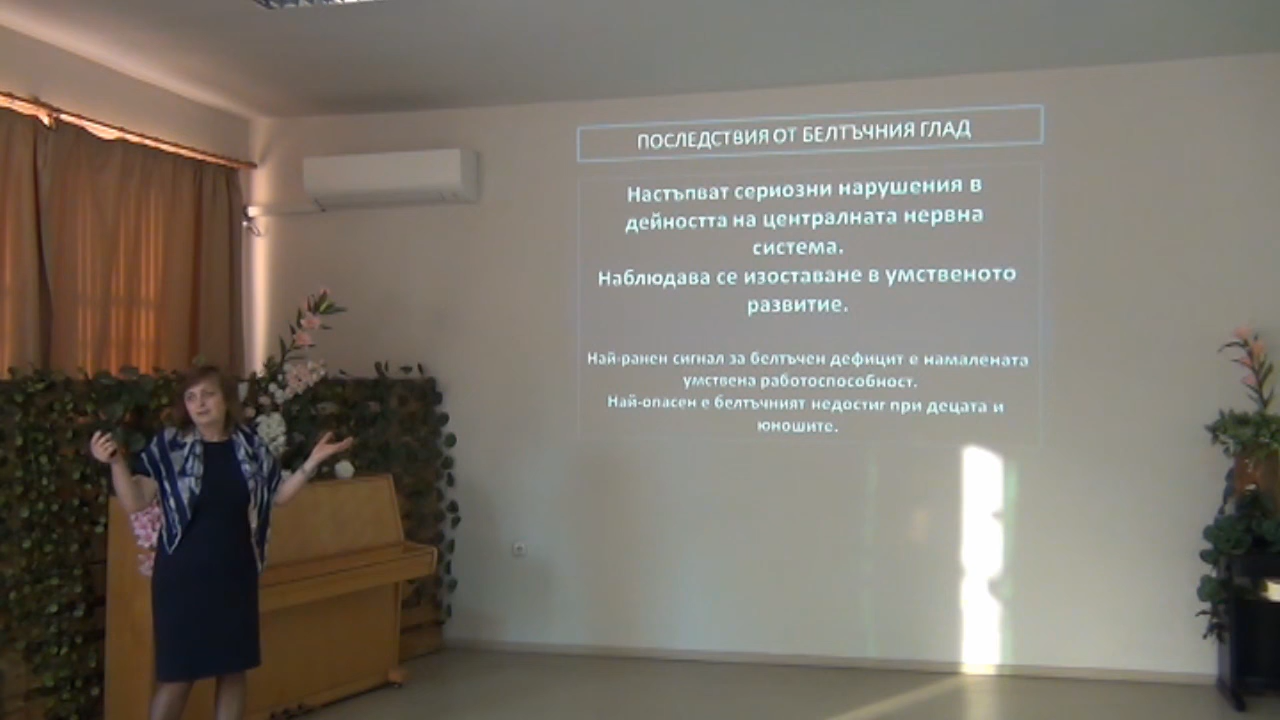 ПОСЛЕДСТВИЯ ОТ БЕЛТЪЧНИЯ ГЛАД
Настъпват сериозни нарушения в
дейността на централната нервна
система.
Наблюдава се изоставане в умственото
развитие.
Най-ранен сигнал за белтъчен дефицит е намалената
умствена работоспособност.
Най-опасен е белтъчният недостиг при децата и
юношите.